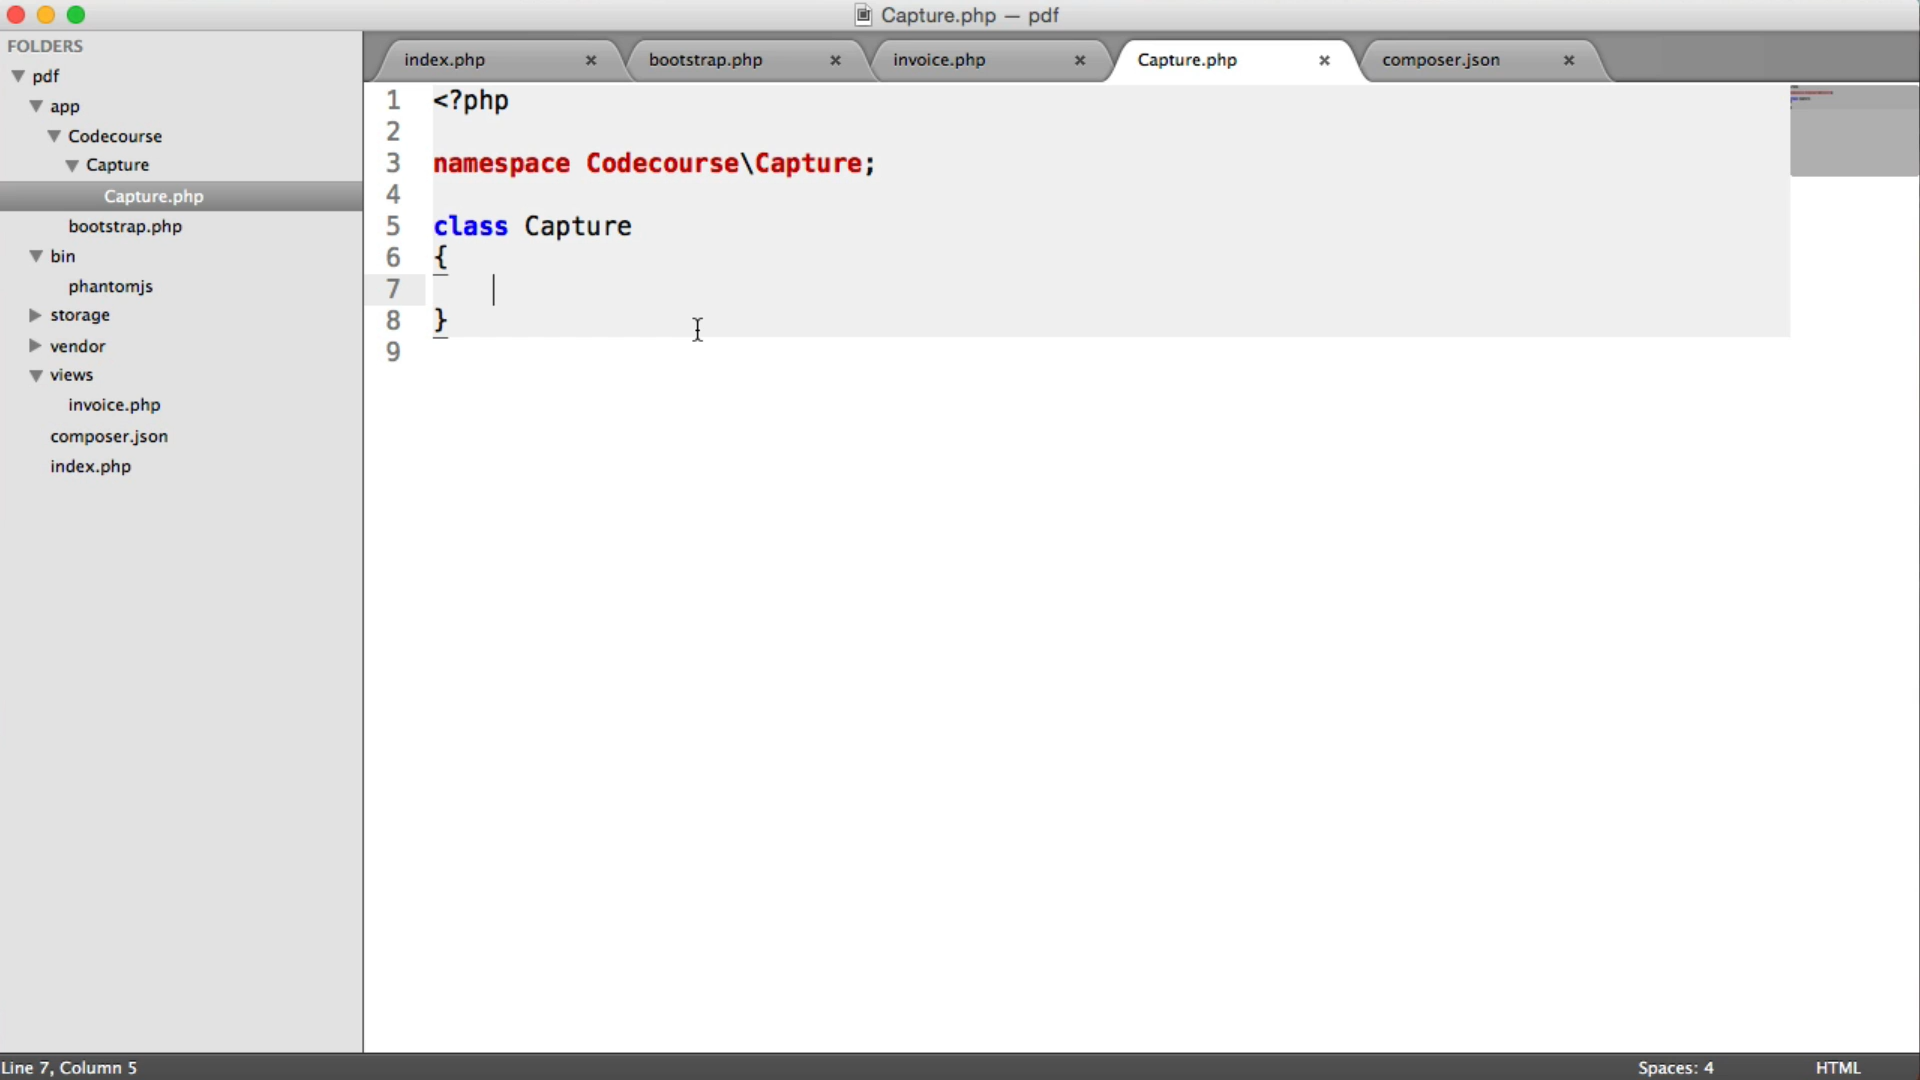 Capture.php — pdf
FOLDERS
pdf
app
Codecourse
Capture
Capture.php
bootstrap.php
bin
phantomjs
storage
vendor
views
invoice.php
composer.json
index.php
index.php × bootstrap.php × invoice.php × Capture.php × composer.json ×
1 <?php
2
3 namespace Codecourse\Capture;
4
5 class Capture
6 {
7
8 }
9
Line 7, Column 5 Spaces: 4 HTML